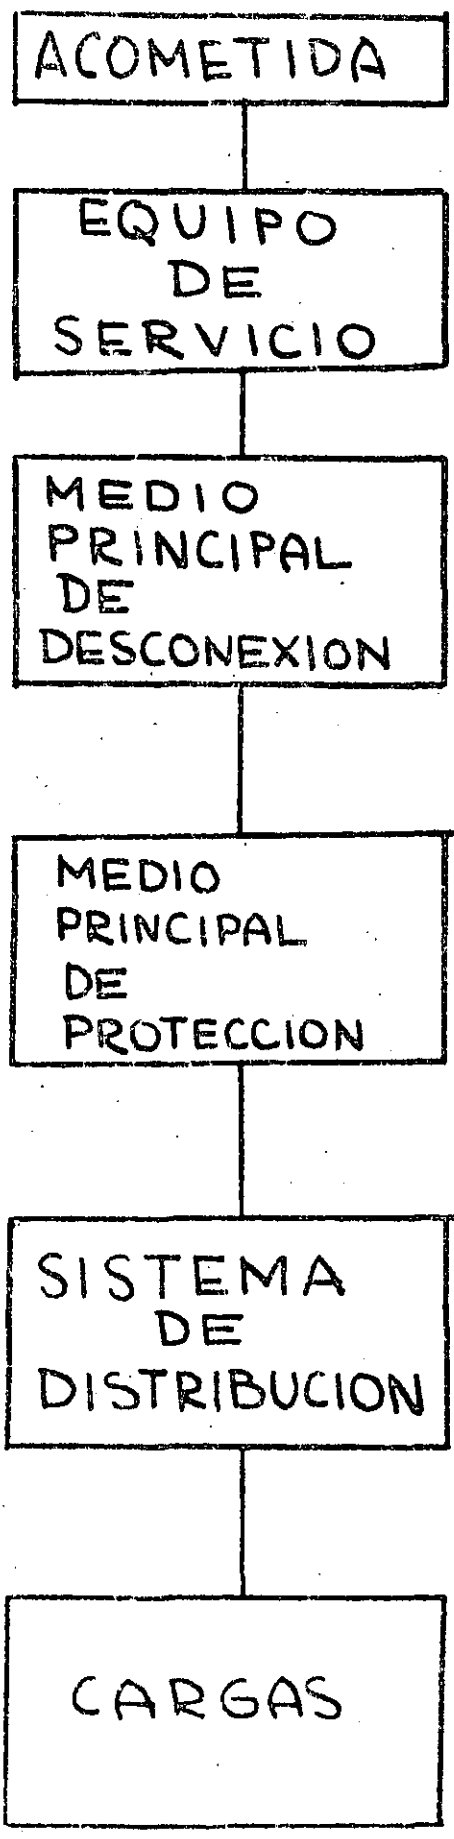 ACOMETIDA
EQUIPO
DE
SERVICIO
MEDIO
PRINCIPAL
DE
DESCONEXION
MEDIO
PRINCIPAL
DE
PROTECCION
SISTEMA
DE
DISTRIBUCION
CARGAS